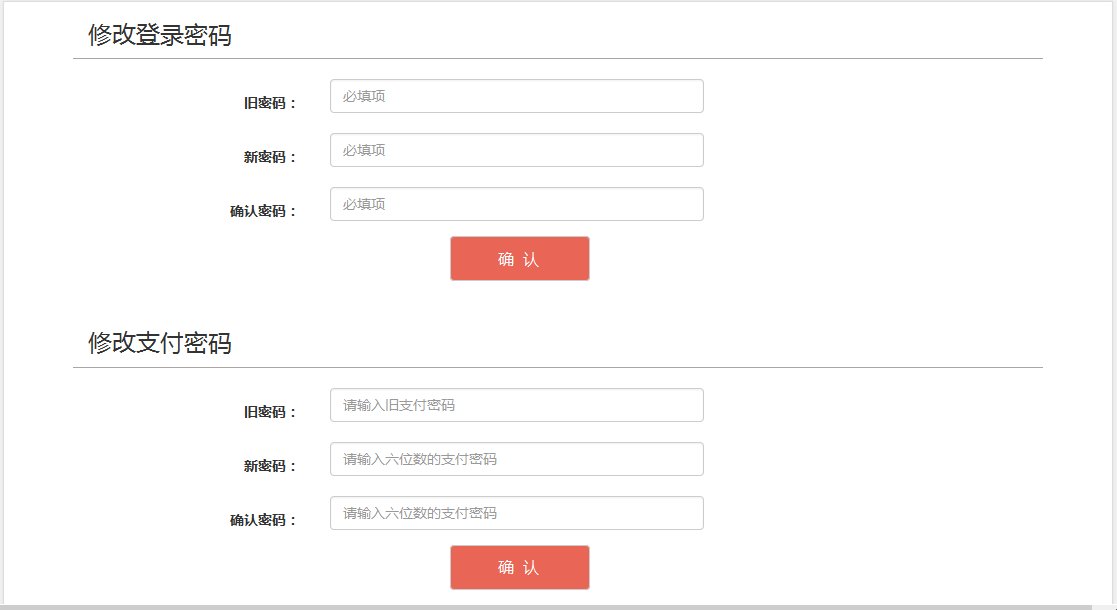 修改登录密码
旧密码： 必填项
新密码： 必填项
确认密码： 必填项
确 认
修改支付密码
旧密码： 请输入旧支付密码
新密码： 请输入六位数的支付密码
确认密码： 请输入六位数的支付密码
确 认